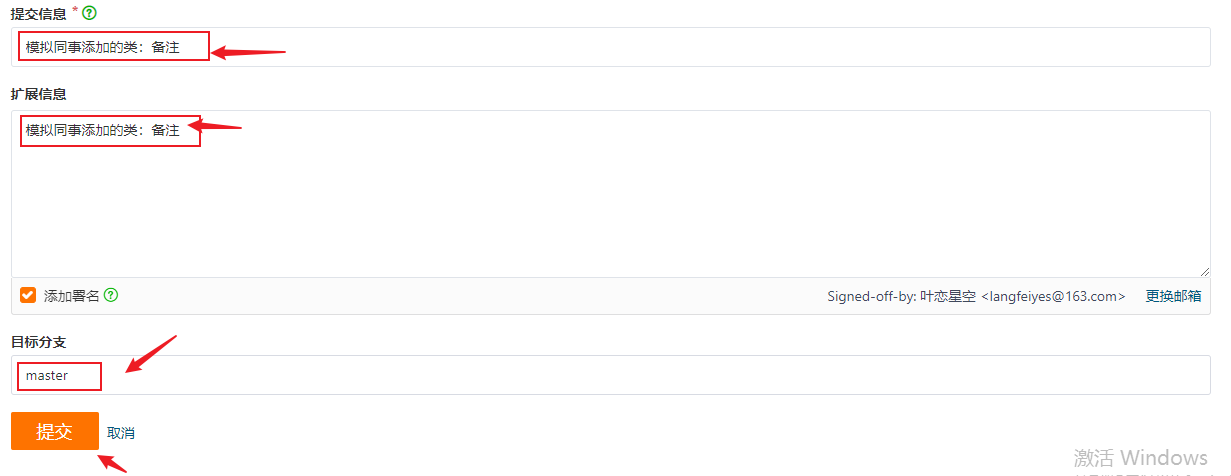 提交信息 * ?
模拟同事添加的类：备注
扩展信息
模拟同事添加的类：备注
添加署名 ? Signed-off-by: 叶恋星空 <langfeiyes@163.com> 更换邮箱
目标分支
master
提交 取消
激活 Windows